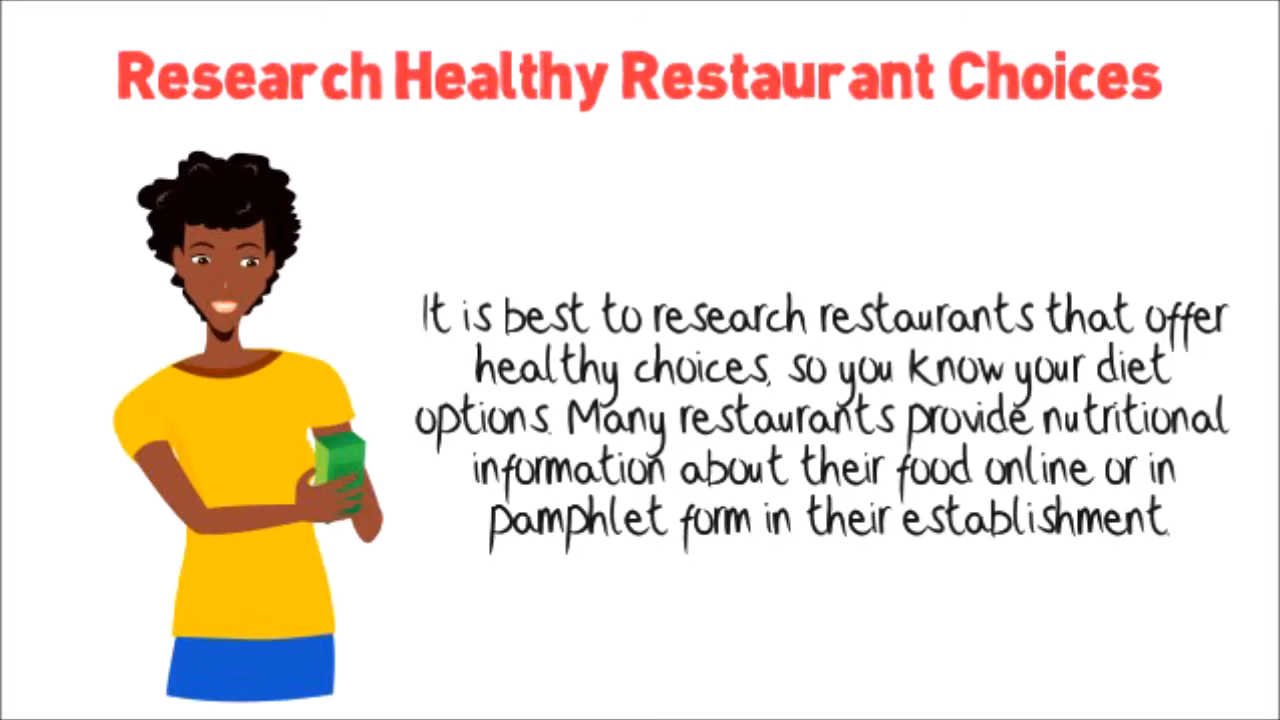 Research Healthy Restaurant Choices
It is best to research restaurants that offer
healthy choices, so you know your diet
options. Many restaurants provide nutritional
information about their food online or in
pamphlet form in their establishment.